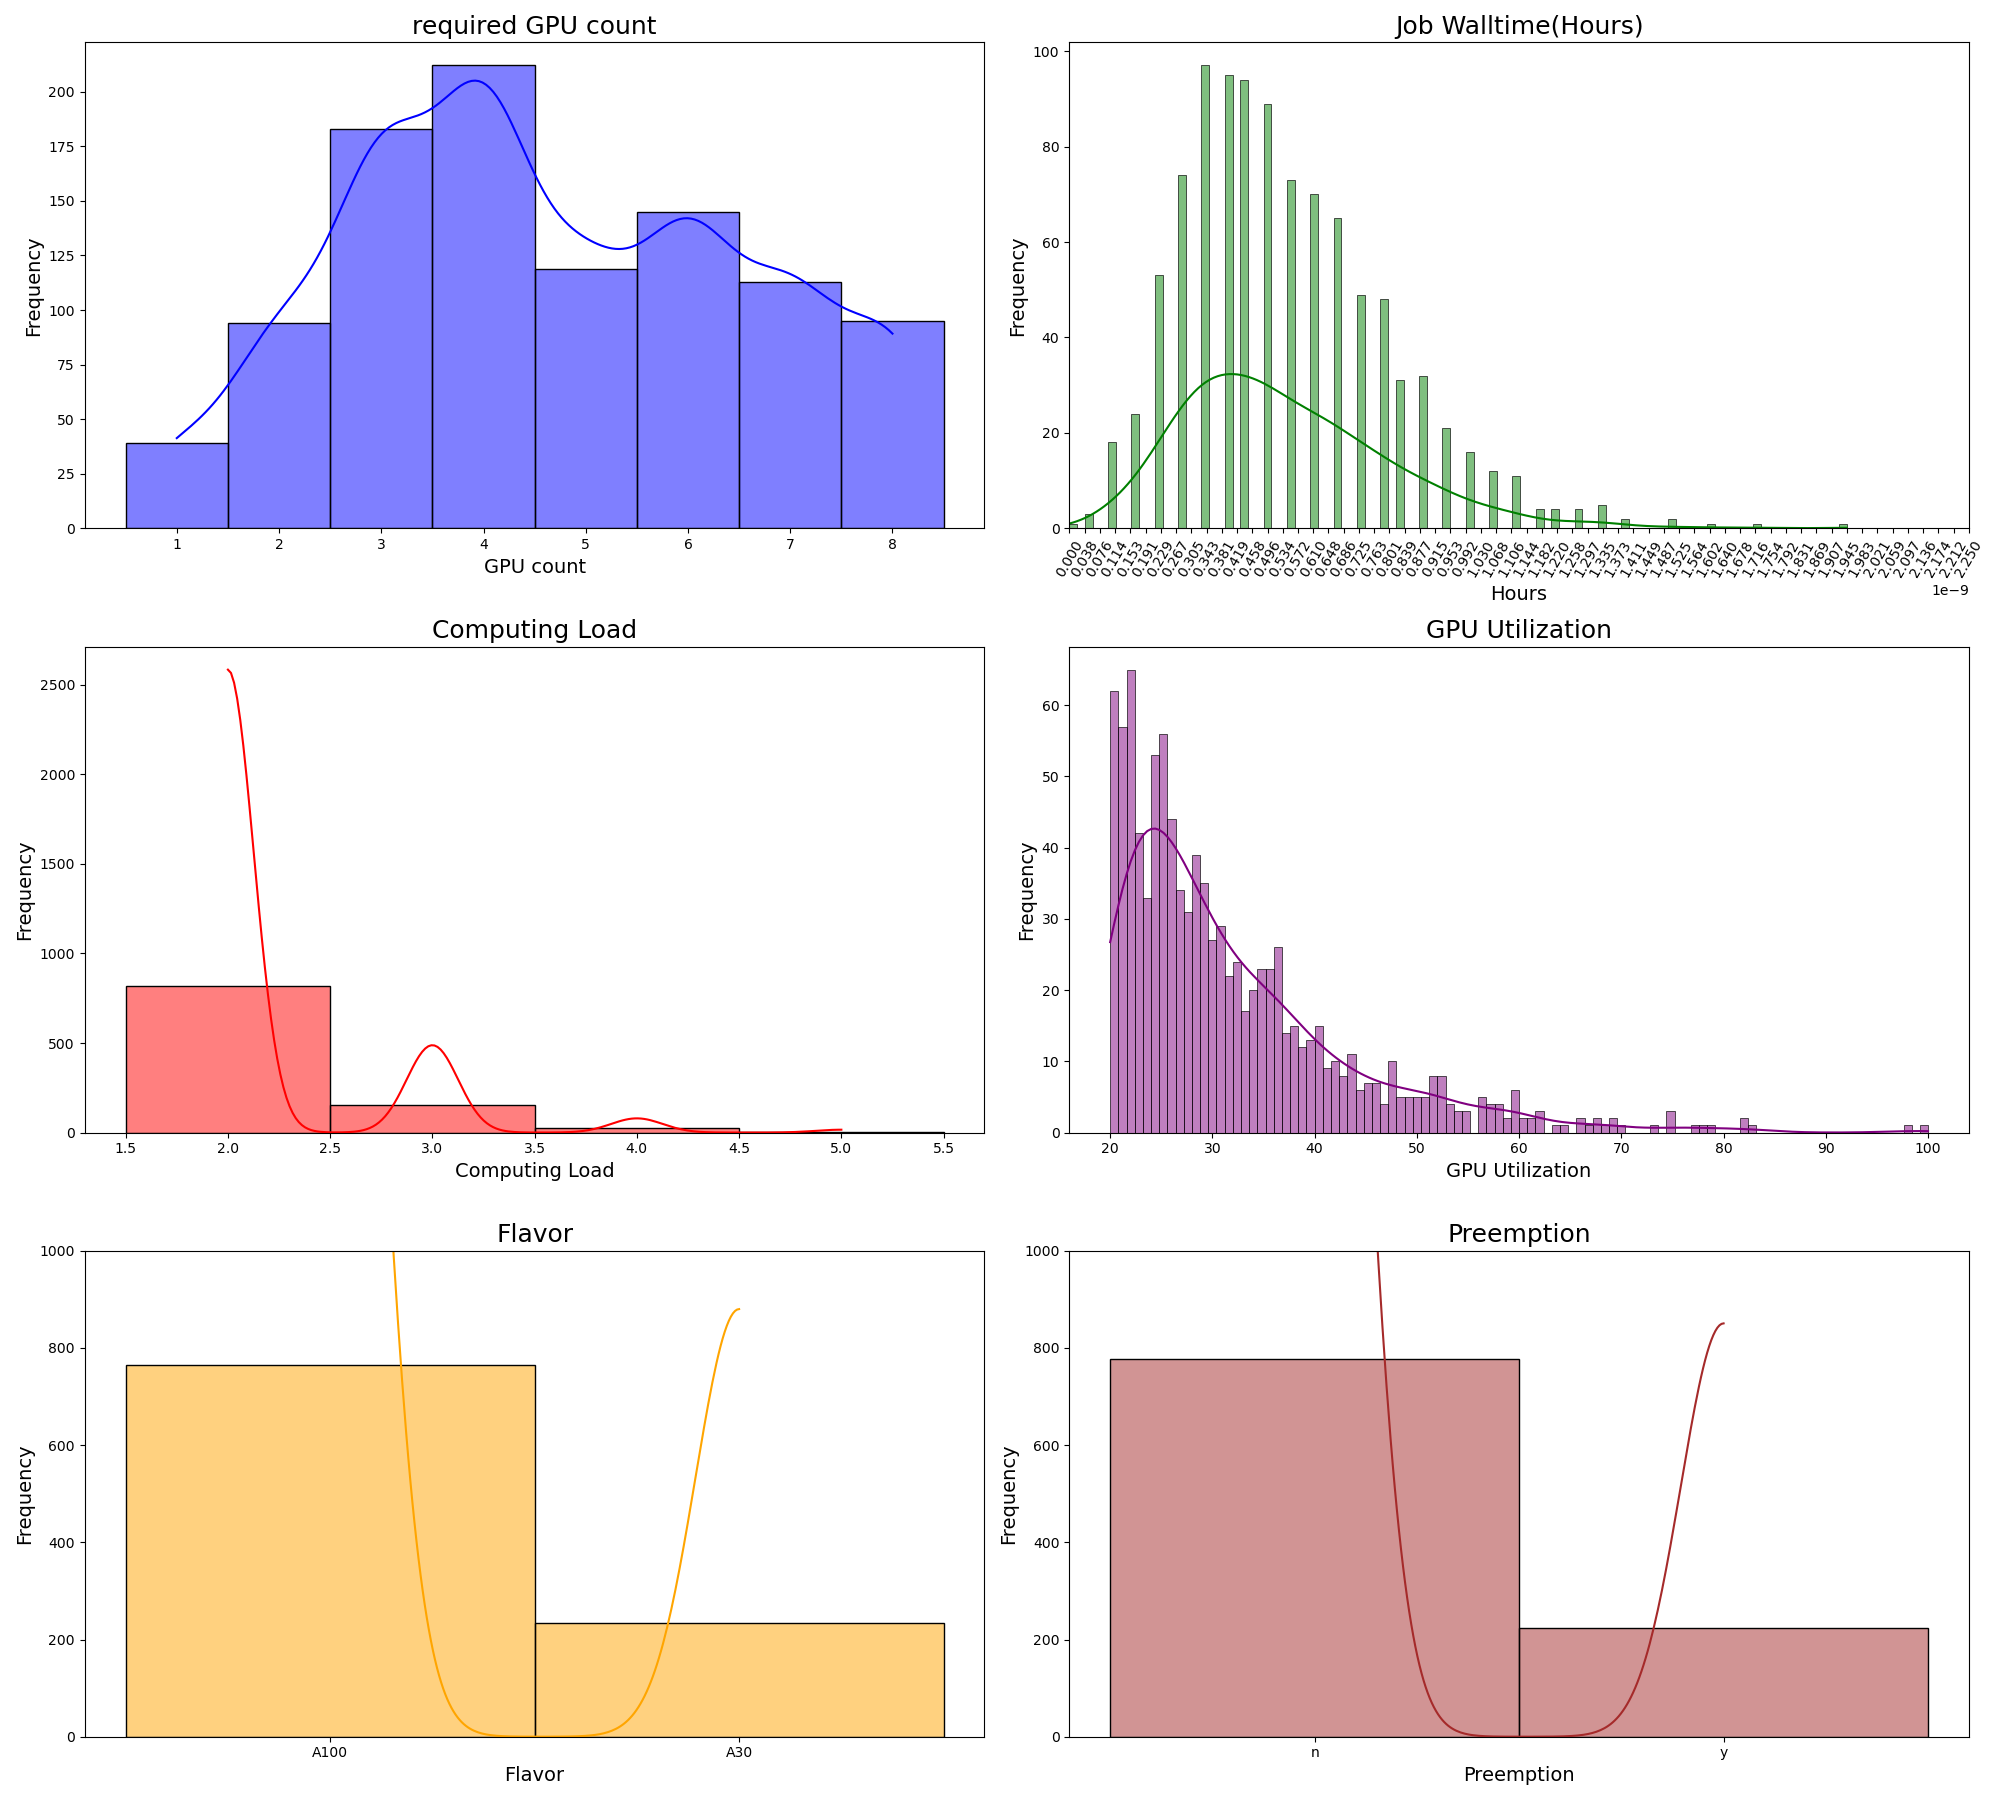 required GPU count
200
175
150
125
100
75
50
25
0
Frequency
1 2 3 4 5 6 7 8
GPU count
Job Walltime(Hours)
100
80
60
40
20
0
Frequency
0.000 0.038 0.076 0.114 0.153 0.191 0.229 0.267 0.305 0.343 0.381 0.419 0.458 0.496 0.534 0.572 0.610 0.648 0.686 0.725 0.763 0.801 0.839 0.877 0.915 0.953 0.992 1.030 1.068 1.106 1.144 1.182 1.220 1.258 1.297 1.335 1.373 1.411 1.449 1.487 1.525 1.564 1.602 1.640 1.678 1.716 1.754 1.792 1.831 1.869 1.907 1.945 1.983 2.021 2.059 2.097 2.136 2.174 2.212 2.250
1e−9
Hours
Computing Load
2500
2000
1500
1000
500
0
Frequency
1.5 2.0 2.5 3.0 3.5 4.0 4.5 5.0 5.5
Computing Load
GPU Utilization
60
50
40
30
20
10
0
Frequency
20 30 40 50 60 70 80 90 100
GPU Utilization
Flavor
1000
800
600
400
200
0
Frequency
A100 A30
Flavor
Preemption
1000
800
600
400
200
0
Frequency
n y
Preemption